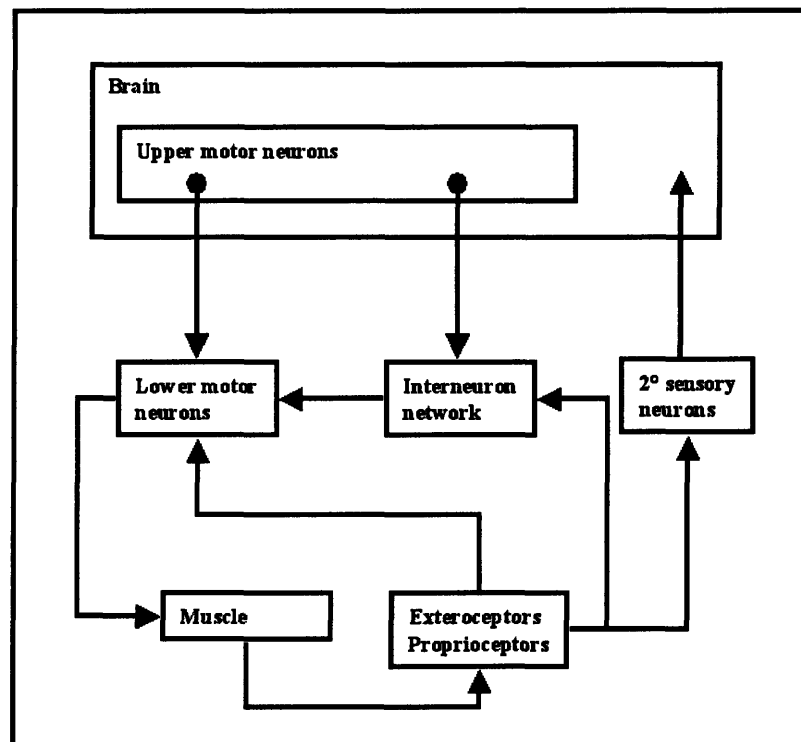 Brain
Upper motor neurons
Lower motor
neurons
Interneuron
network
2° sensory
neurons
Muscle
Exteroceptors
Proprioceptors